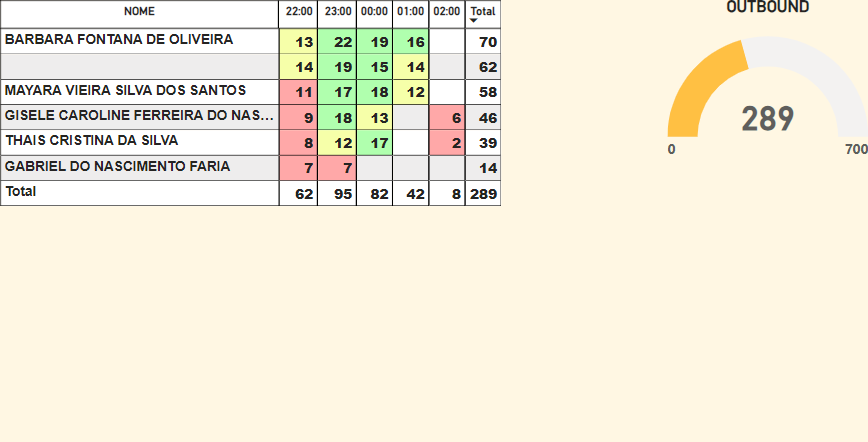 NOME 22:00 23:00 00:00 01:00 02:00 Total
BARBARA FONTANA DE OLIVEIRA 13 22 19 16 70
14 19 15 14 62
MAYARA VIEIRA SILVA DOS SANTOS 11 17 18 12 58
GISELE CAROLINE FERREIRA DO NAS... 9 18 13 6 46
THAIS CRISTINA DA SILVA 8 12 17 2 39
GABRIEL DO NASCIMENTO FARIA 7 7 14
Total 62 95 82 42 8 289
OUTBOUND
289
0 700